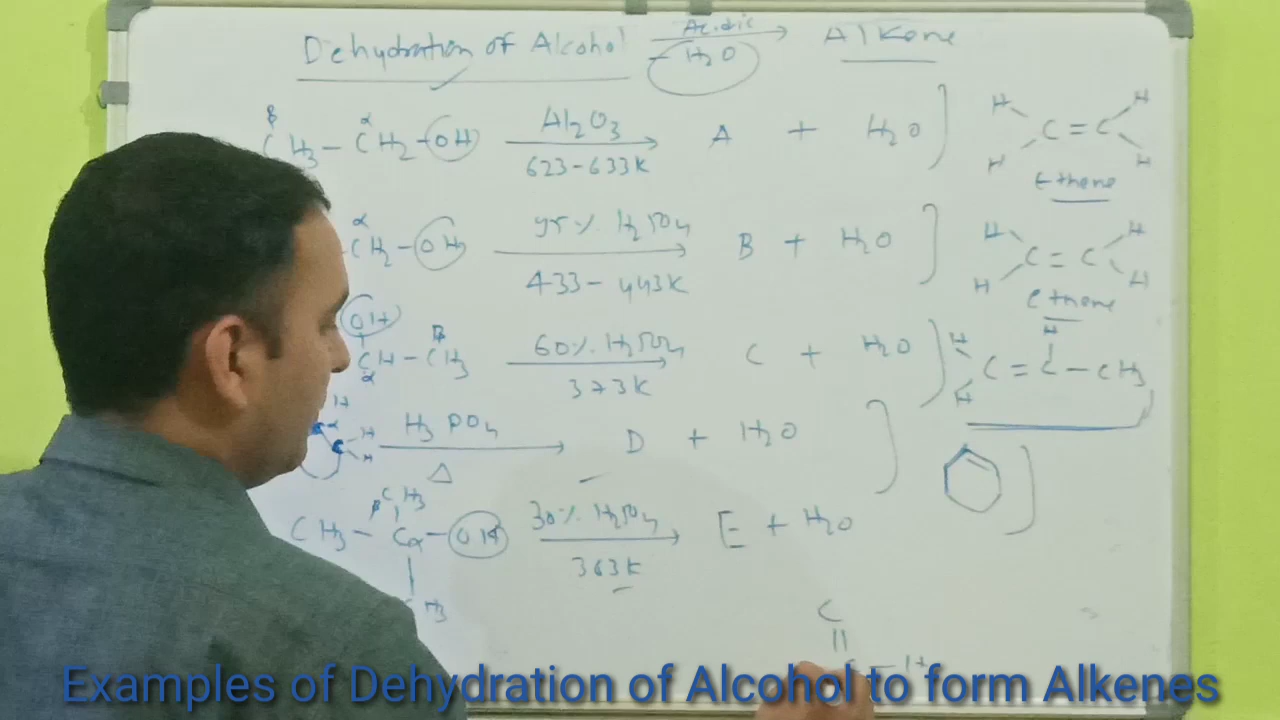 Dehydration of Alcohol Acidic - H2O → Alkene
β α
CH3 - CH2 - OH Al2O3 623 - 633K → A + H2O
H H C = C H H
Ethene
α
CH2 - OH 95% H2SO4 433 - 443K → B + H2O
H H C = C H H
Ethene
OH β
CH - CH3 60% H2SO4 373K → C + H2O
α
H H H C = C - CH3
H α H H H3PO4 Δ → D + H2O
β CH3
CH3 - Cα - OH 30% H2SO4 363K → E + H2O
H3
C
||
- H
Examples of Dehydration of Alcohol to form Alkenes